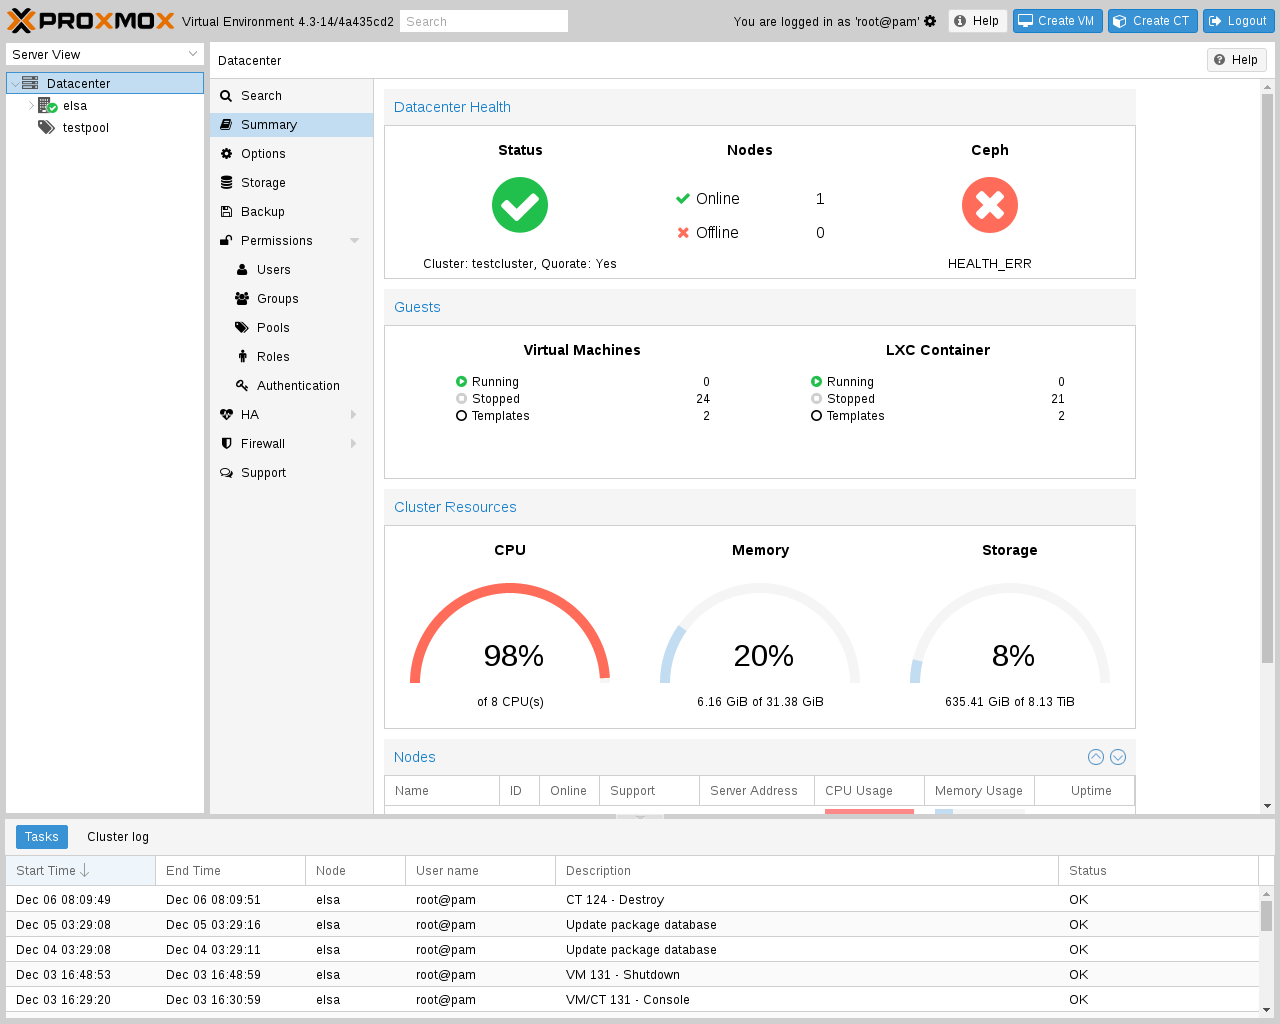 PROXMOX Virtual Environment 4.3-14/4a435cd2 Search You are logged in as 'root@pam' Help Create VM Create CT Logout
Server View
Datacenter
elsa
testpool
Datacenter Help
Search
Summary
Options
Storage
Backup
Permissions
Users
Groups
Pools
Roles
Authentication
HA
Firewall
Support
Datacenter Health
Status Nodes Ceph
Online 1
Offline 0
Cluster: testcluster, Quorate: Yes HEALTH_ERR
Guests
Virtual Machines LXC Container
Running 0 Running 0
Stopped 24 Stopped 21
Templates 2 Templates 2
Cluster Resources
CPU Memory Storage
98% 20% 8%
of 8 CPU(s) 6.16 GiB of 31.38 GiB 635.41 GiB of 8.13 TiB
Nodes
Name ID Online Support Server Address CPU Usage Memory Usage Uptime
Tasks Cluster log
Start Time End Time Node User name Description Status
Dec 06 08:09:49 Dec 06 08:09:51 elsa root@pam CT 124 - Destroy OK
Dec 05 03:29:08 Dec 05 03:29:16 elsa root@pam Update package database OK
Dec 04 03:29:08 Dec 04 03:29:11 elsa root@pam Update package database OK
Dec 03 16:48:53 Dec 03 16:48:59 elsa root@pam VM 131 - Shutdown OK
Dec 03 16:29:20 Dec 03 16:30:59 elsa root@pam VM/CT 131 - Console OK